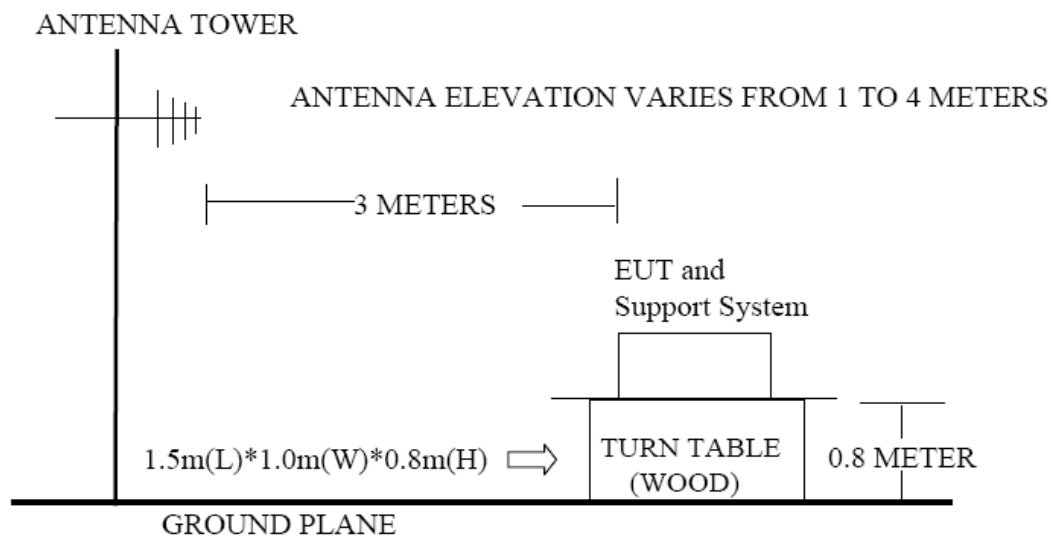 ANTENNA TOWER
ANTENNA ELEVATION VARIES FROM 1 TO 4 METERS
3 METERS
EUT and
Support System
1.5m(L)*1.0m(W)*0.8m(H)
TURN TABLE
(WOOD)
0.8 METER
GROUND PLANE